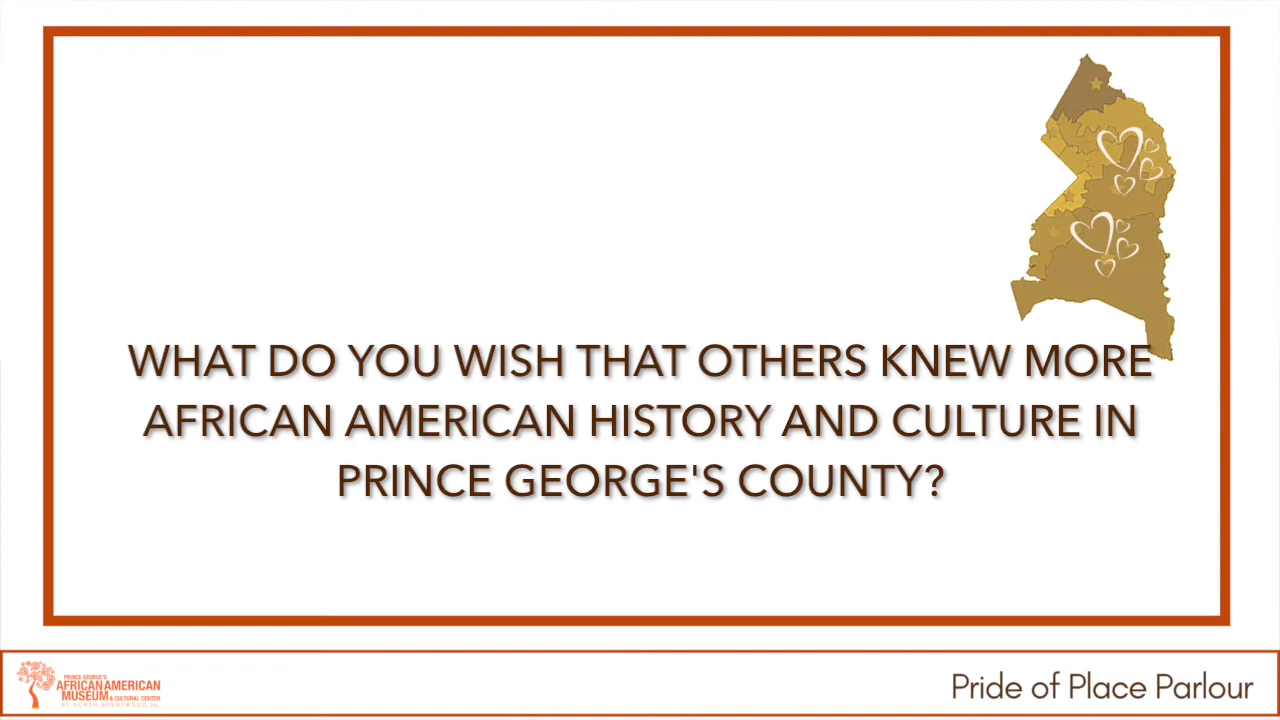 WHAT DO YOU WISH THAT OTHERS KNEW MORE
AFRICAN AMERICAN HISTORY AND CULTURE IN
PRINCE GEORGE'S COUNTY?
PRINCE GEORGE'S
AFRICAN AMERICAN
MUSEUM & CULTURAL CENTER
AT NORTH BRENTWOOD, INC.
Pride of Place Parlour